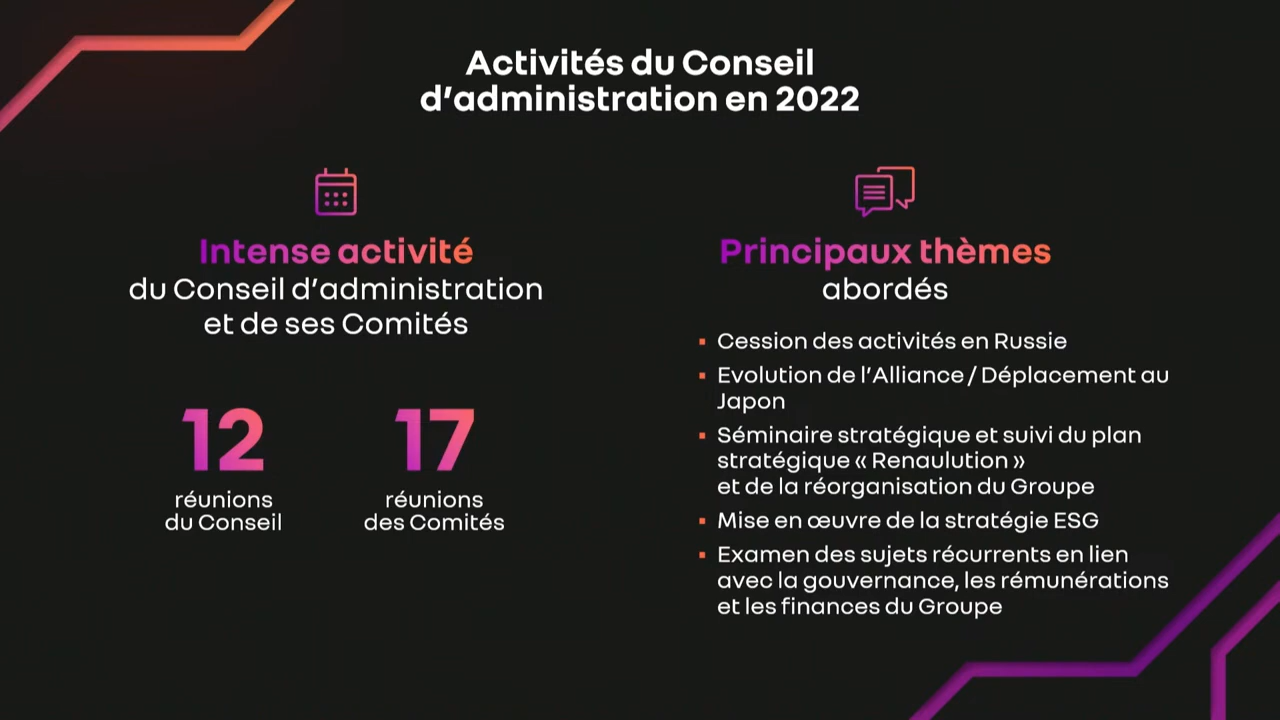 Activités du Conseil
d'administration en 2022
Intense activité
du Conseil d'administration
et de ses Comités
12
réunions
du Conseil
17
réunions
des Comités
Principaux thèmes
abordés
▪ Cession des activités en Russie
▪ Evolution de l'Alliance / Déplacement au
Japon
▪ Séminaire stratégique et suivi du plan
stratégique « Renaulution »
et de la réorganisation du Groupe
▪ Mise en œuvre de la stratégie ESG
▪ Examen des sujets récurrents en lien
avec la gouvernance, les rémunérations
et les finances du Groupe